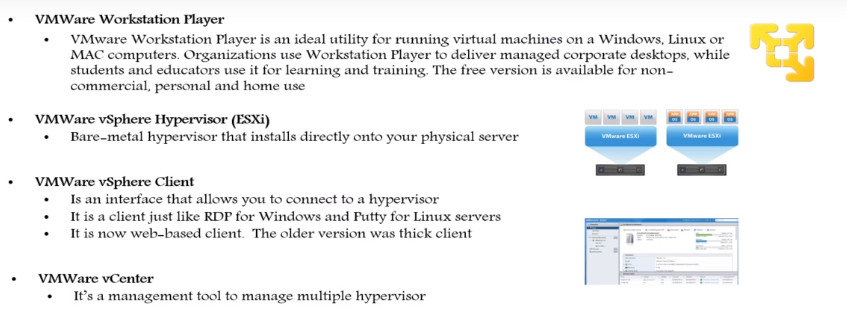 VMWare Workstation Player
VMware Workstation Player is an ideal utility for running virtual machines on a Windows, Linux or
MAC computers. Organizations use Workstation Player to deliver managed corporate desktops, while
students and educators use it for learning and training. The free version is available for non-
commercial, personal and home use
VMWare vSphere Hypervisor (ESXi)
Bare-metal hypervisor that installs directly onto your physical server
VM VM VM VM
VMware ESXi
VMware ESXi
VMWare vSphere Client
Is an interface that allows you to connect to a hypervisor
It is a client just like RDP for Windows and Putty for Linux servers
It is now web-based client. The older version was thick client
VMWare vCenter
It's a management tool to manage multiple hypervisor